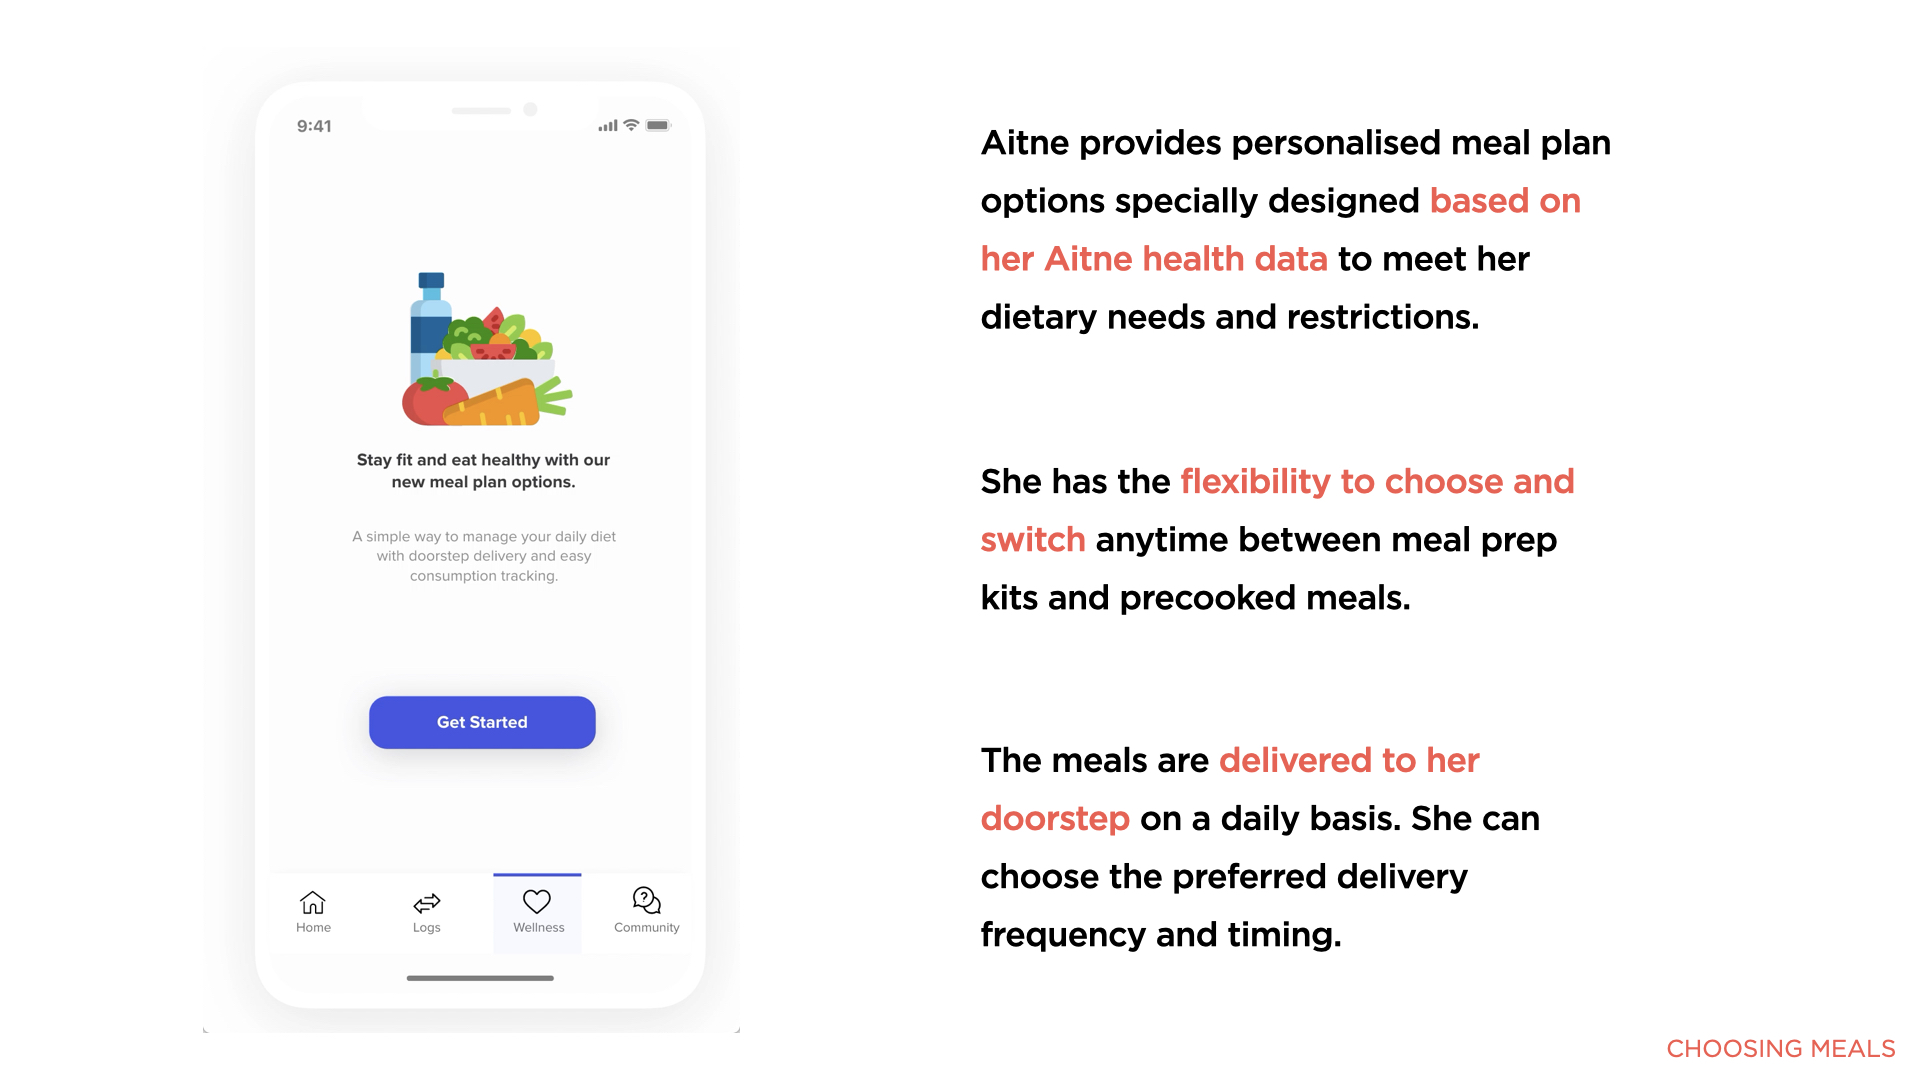 9:41
Stay fit and eat healthy with our
new meal plan options.
A simple way to manage your daily diet
with doorstep delivery and easy
consumption tracking.
Get Started
Home
Logs
Wellness
Community
Aitne provides personalised meal plan
options specially designed based on
her Aitne health data to meet her
dietary needs and restrictions.
She has the flexibility to choose and
switch anytime between meal prep
kits and precooked meals.
The meals are delivered to her
doorstep on a daily basis. She can
choose the preferred delivery
frequency and timing.
CHOOSING MEALS